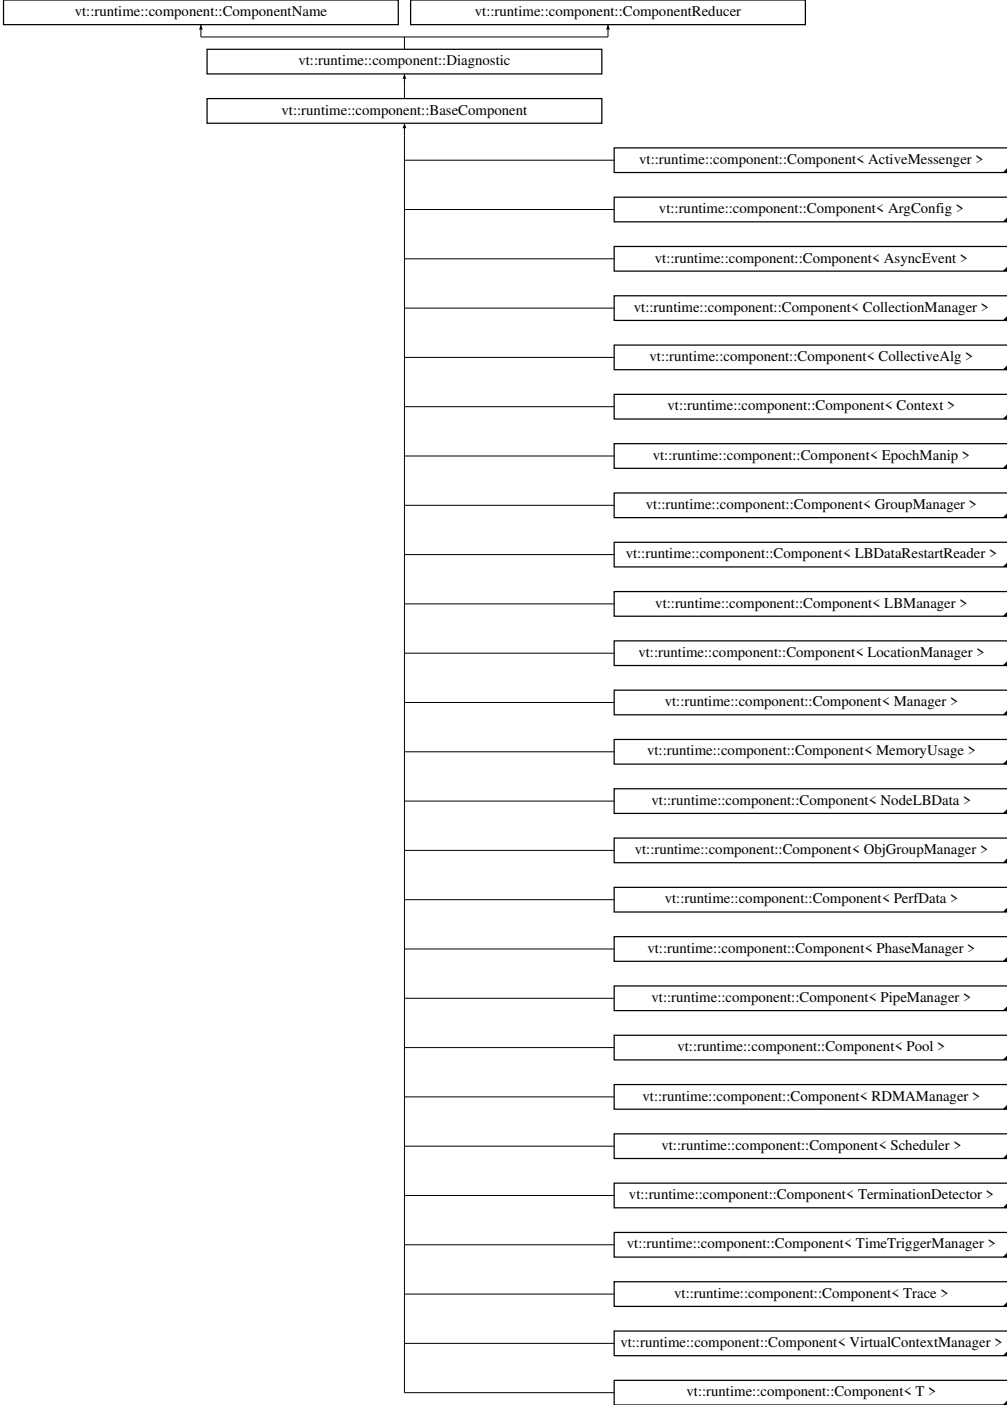 vt::runtime::component::ComponentName
vt::runtime::component::ComponentReducer
vt::runtime::component::Diagnostic
vt::runtime::component::BaseComponent
vt::runtime::component::Component< ActiveMessenger >
vt::runtime::component::Component< ArgConfig >
vt::runtime::component::Component< AsyncEvent >
vt::runtime::component::Component< CollectionManager >
vt::runtime::component::Component< CollectiveAlg >
vt::runtime::component::Component< Context >
vt::runtime::component::Component< EpochManip >
vt::runtime::component::Component< GroupManager >
vt::runtime::component::Component< LBDataRestartReader >
vt::runtime::component::Component< LBManager >
vt::runtime::component::Component< LocationManager >
vt::runtime::component::Component< Manager >
vt::runtime::component::Component< MemoryUsage >
vt::runtime::component::Component< NodeLBData >
vt::runtime::component::Component< ObjGroupManager >
vt::runtime::component::Component< PerfData >
vt::runtime::component::Component< PhaseManager >
vt::runtime::component::Component< PipeManager >
vt::runtime::component::Component< Pool >
vt::runtime::component::Component< RDMAManager >
vt::runtime::component::Component< Scheduler >
vt::runtime::component::Component< TerminationDetector >
vt::runtime::component::Component< TimeTriggerManager >
vt::runtime::component::Component< Trace >
vt::runtime::component::Component< VirtualContextManager >
vt::runtime::component::Component< T >